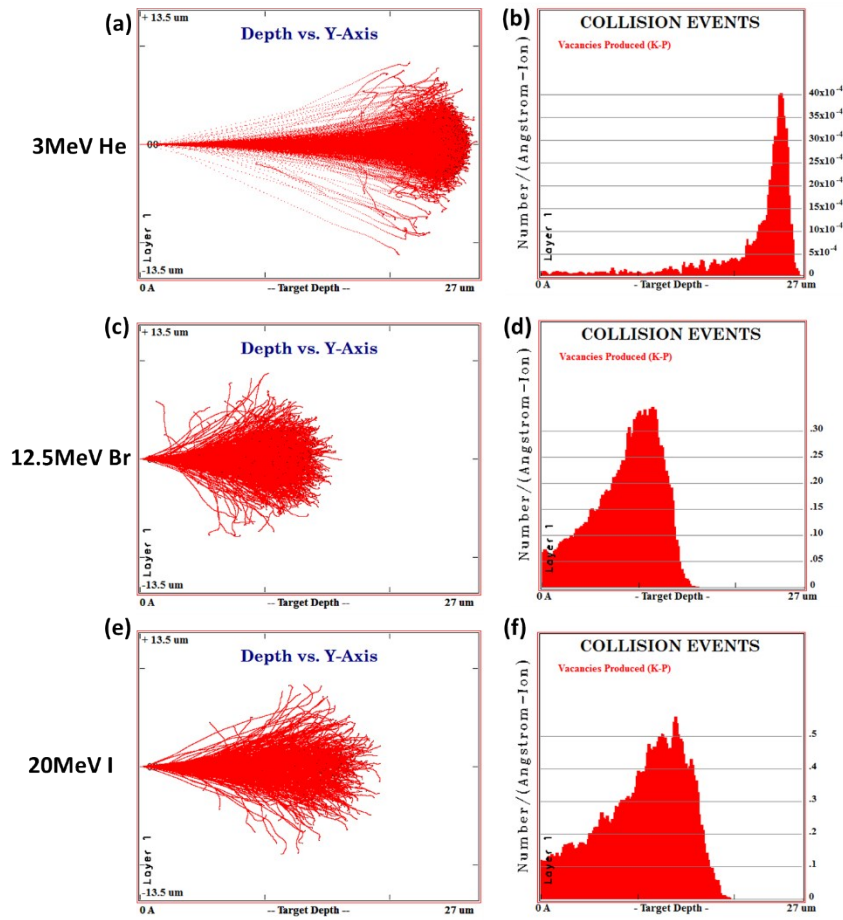 (a)
+ 13.5 um
Depth vs. Y-Axis
3MeV He
Layer 1
-13.5 um
0 A
-- Target Depth --
27 um
(b)
COLLISION EVENTS
Vacancies Produced (K-P)
Number/(Angstrom-Ion)
Layer 1
40x10-4
35x10-4
30x10-4
25x10-4
20x10-4
15x10-4
10x10-4
5x10-4
0
0 A
- Target Depth -
27 um
(c)
+ 13.5 um
Depth vs. Y-Axis
12.5MeV Br
Layer 1
-13.5 um
0 A
-- Target Depth --
27 um
(d)
COLLISION EVENTS
Vacancies Produced (K-P)
Number/(Angstrom-Ion)
Layer 1
.30
.25
.20
.15
.10
.05
0
0 A
- Target Depth -
27 um
(e)
+ 13.5 um
Depth vs. Y-Axis
20MeV I
Layer 1
-13.5 um
0 A
-- Target Depth --
27 um
(f)
COLLISION EVENTS
Vacancies Produced (K-P)
Number/(Angstrom-Ion)
Layer 1
.5
.4
.3
.2
.1
0
0 A
- Target Depth -
27 um